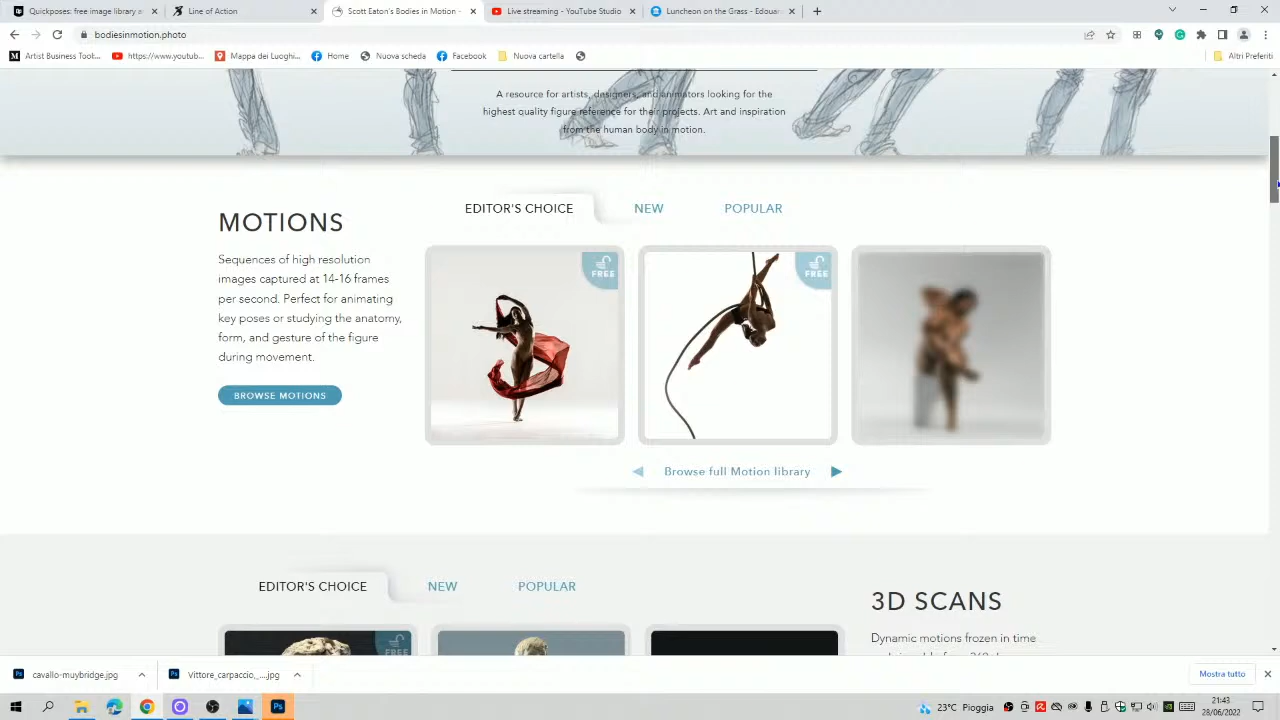 Quickposes: free image library a
Line of Action
Scott Eaton's Bodies in Motion -
Live streaming - YouTube Studio
Luncheon on the Grass - Edouar
bodiesinmotion.photo
Artist Business Took...
https://www.youtub...
Mappa dei Luoghi...
Home
Nuova scheda
Facebook
Nuova cartella
Altri Preferiti
A resource for artists, designers, and animators looking for the
highest quality figure reference for their projects. Art and inspiration
from the human body in motion.
MOTIONS
Sequences of high resolution
images captured at 14-16 frames
per second. Perfect for animating
key poses or studying the anatomy,
form, and gesture of the figure
during movement.
BROWSE MOTIONS
EDITOR'S CHOICE NEW POPULAR
FREE
FREE
Browse full Motion library
EDITOR'S CHOICE NEW POPULAR
FREE
3D SCANS
Dynamic motions frozen in time
cavallo-muybridge.jpg
Vittore_carpaccio_...jpg
Mostra tutto
23°C Pioggia
21:43
28/06/2022